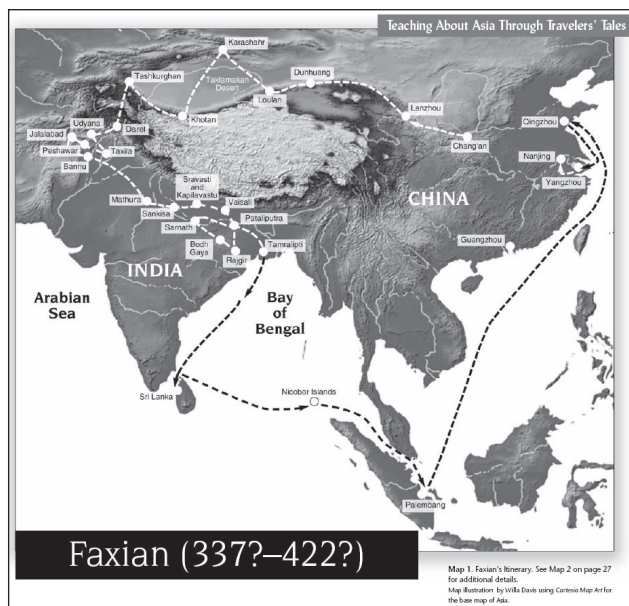 Teaching About Asia Through Travelers' Tales
Karashahr
Tashkurghan
Taklamakan
Desert
Dunhuang
Loulan
Khotan
Lanzhou
Chang'an
Qingzhou
Nanjing
Yangzhou
Udyana
Darel
Jalalabad
Peshawar
Taxila
Bannu
Sravasti
and
Kapilavastu
Vaisali
Mathura
Sankisa
Pataliputra
Sarnath
Tamralipti
Bodh
Gaya
Rajgir
CHINA
Guangzhou
INDIA
Arabian
Sea
Bay
of
Bengal
Sri Lanka
Nicobar Islands
Palembang
Faxian (337?–422?)
Map 1. Faxian's Itinerary. See Map 2 on page 27
for additional details.
Map illustration by Willa Davis using Cartesia Map Art for
the base map of Asia.